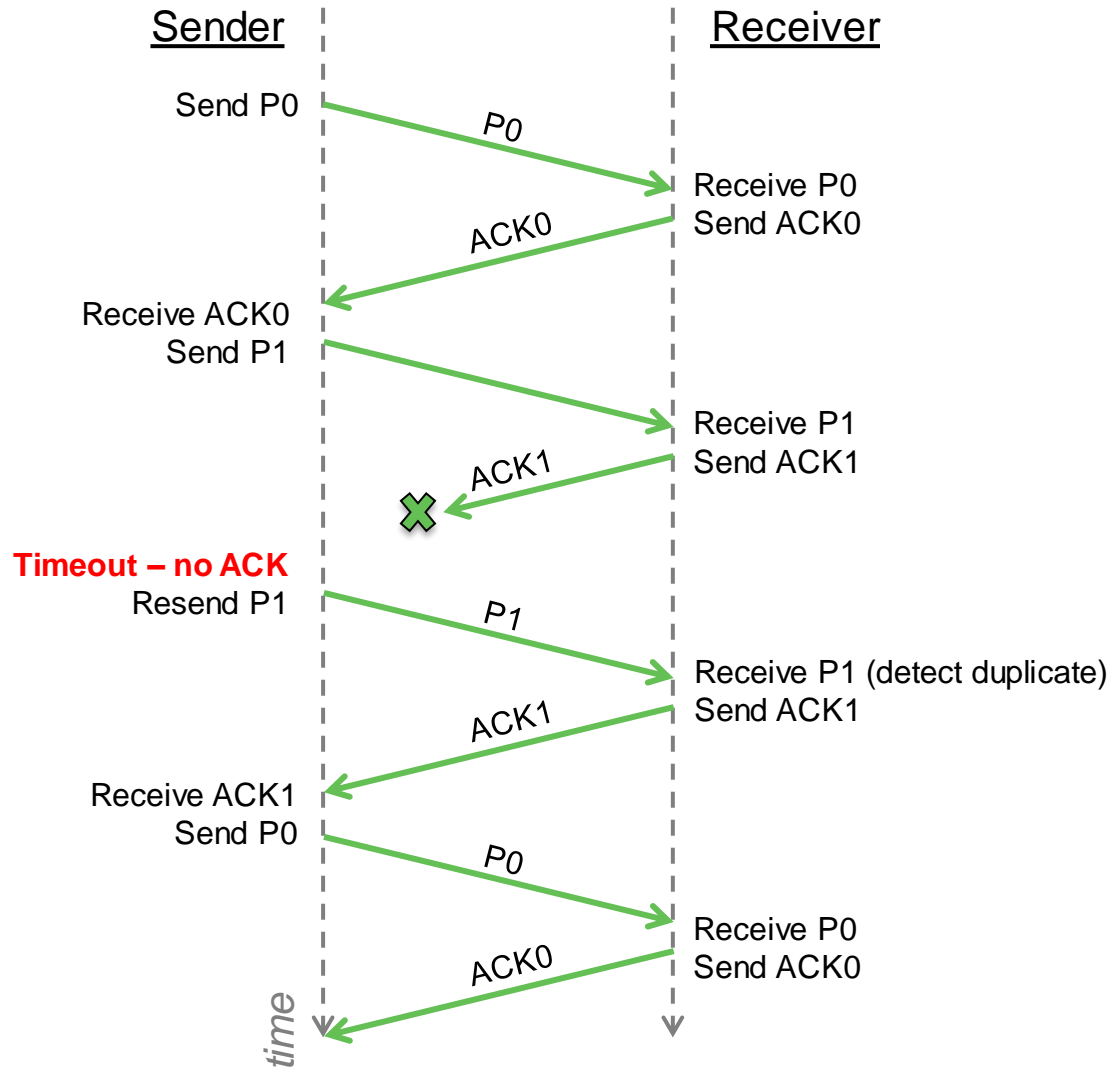 Sender
Receiver
Send P0
P0
Receive P0
Send ACK0
ACK0
Receive ACK0
Send P1
Receive P1
Send ACK1
ACK1
Timeout – no ACK
Resend P1
P1
Receive P1 (detect duplicate)
Send ACK1
ACK1
Receive ACK1
Send P0
P0
Receive P0
Send ACK0
ACK0
time